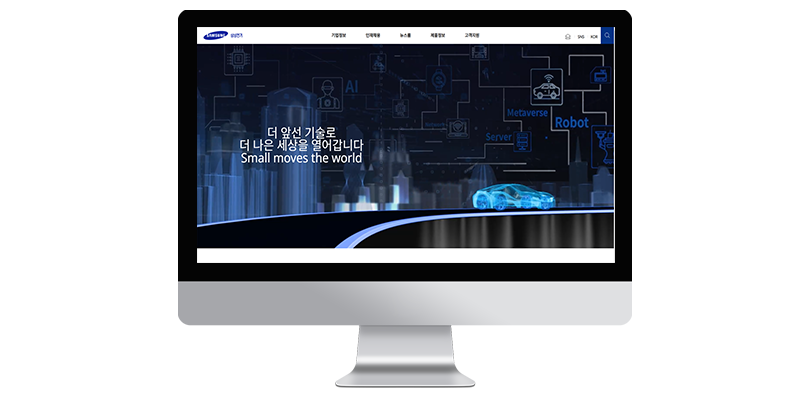 SAMSUNG 삼성전기
기업정보 인재채용 뉴스룸 제품정보 고객지원
SNS KOR
AI
Metaverse
Robot
Server
더 앞선 기술로
더 나은 세상을 열어갑니다
Small moves the world